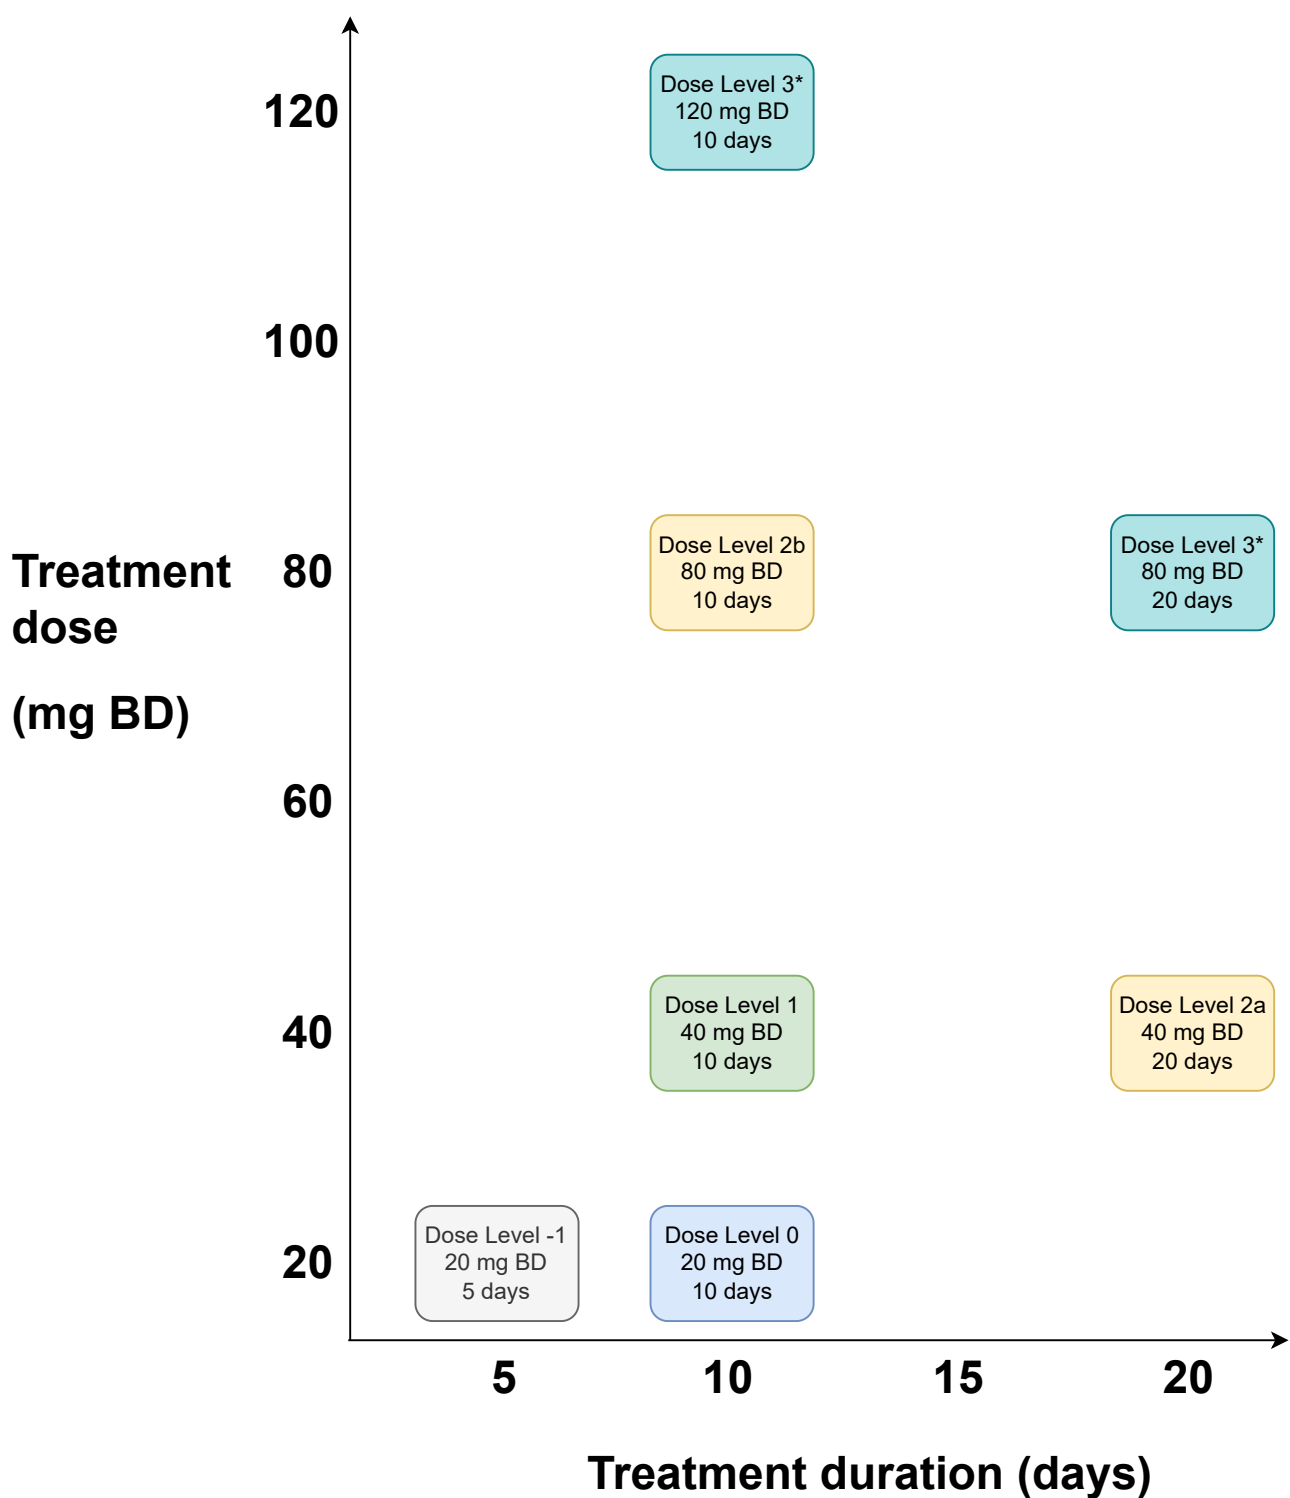 120
Dose Level 3*
120 mg BD
10 days
100
Treatment
dose
(mg BD)
80
Dose Level 2b
80 mg BD
10 days
Dose Level 3*
80 mg BD
20 days
60
40
Dose Level 1
40 mg BD
10 days
Dose Level 2a
40 mg BD
20 days
20
Dose Level -1
20 mg BD
5 days
Dose Level 0
20 mg BD
10 days
5
10
15
20
Treatment duration (days)